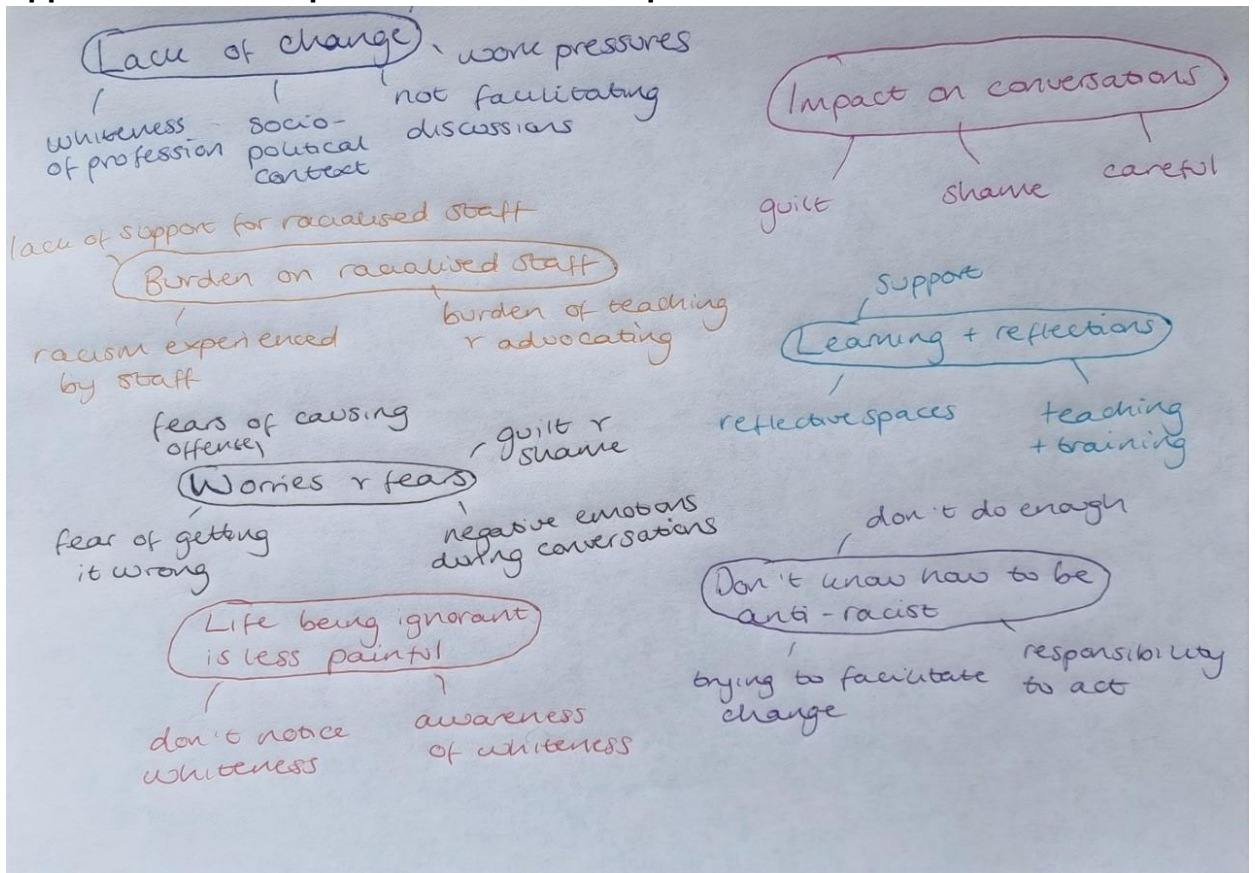 Lack of change
work pressures
not facilitating
discussions
whiteness
of profession
socio-
political
context
Impact on conversations
guilt
shame
careful
lack of support for racialised staff
Burden on racialised staff
racism experienced
by staff
burden of teaching
r advocating
support
Learning + reflections
reflective spaces
teaching
+ training
fears of causing
offense
guilt r
shame
Worries r fears
fear of getting
it wrong
negative emotions
during conversations
don't do enough
Don't know how to be
anti-racist
trying to facilitate
change
responsibility
to act
Life being ignorant
is less painful
don't notice
whiteness
awareness
of whiteness